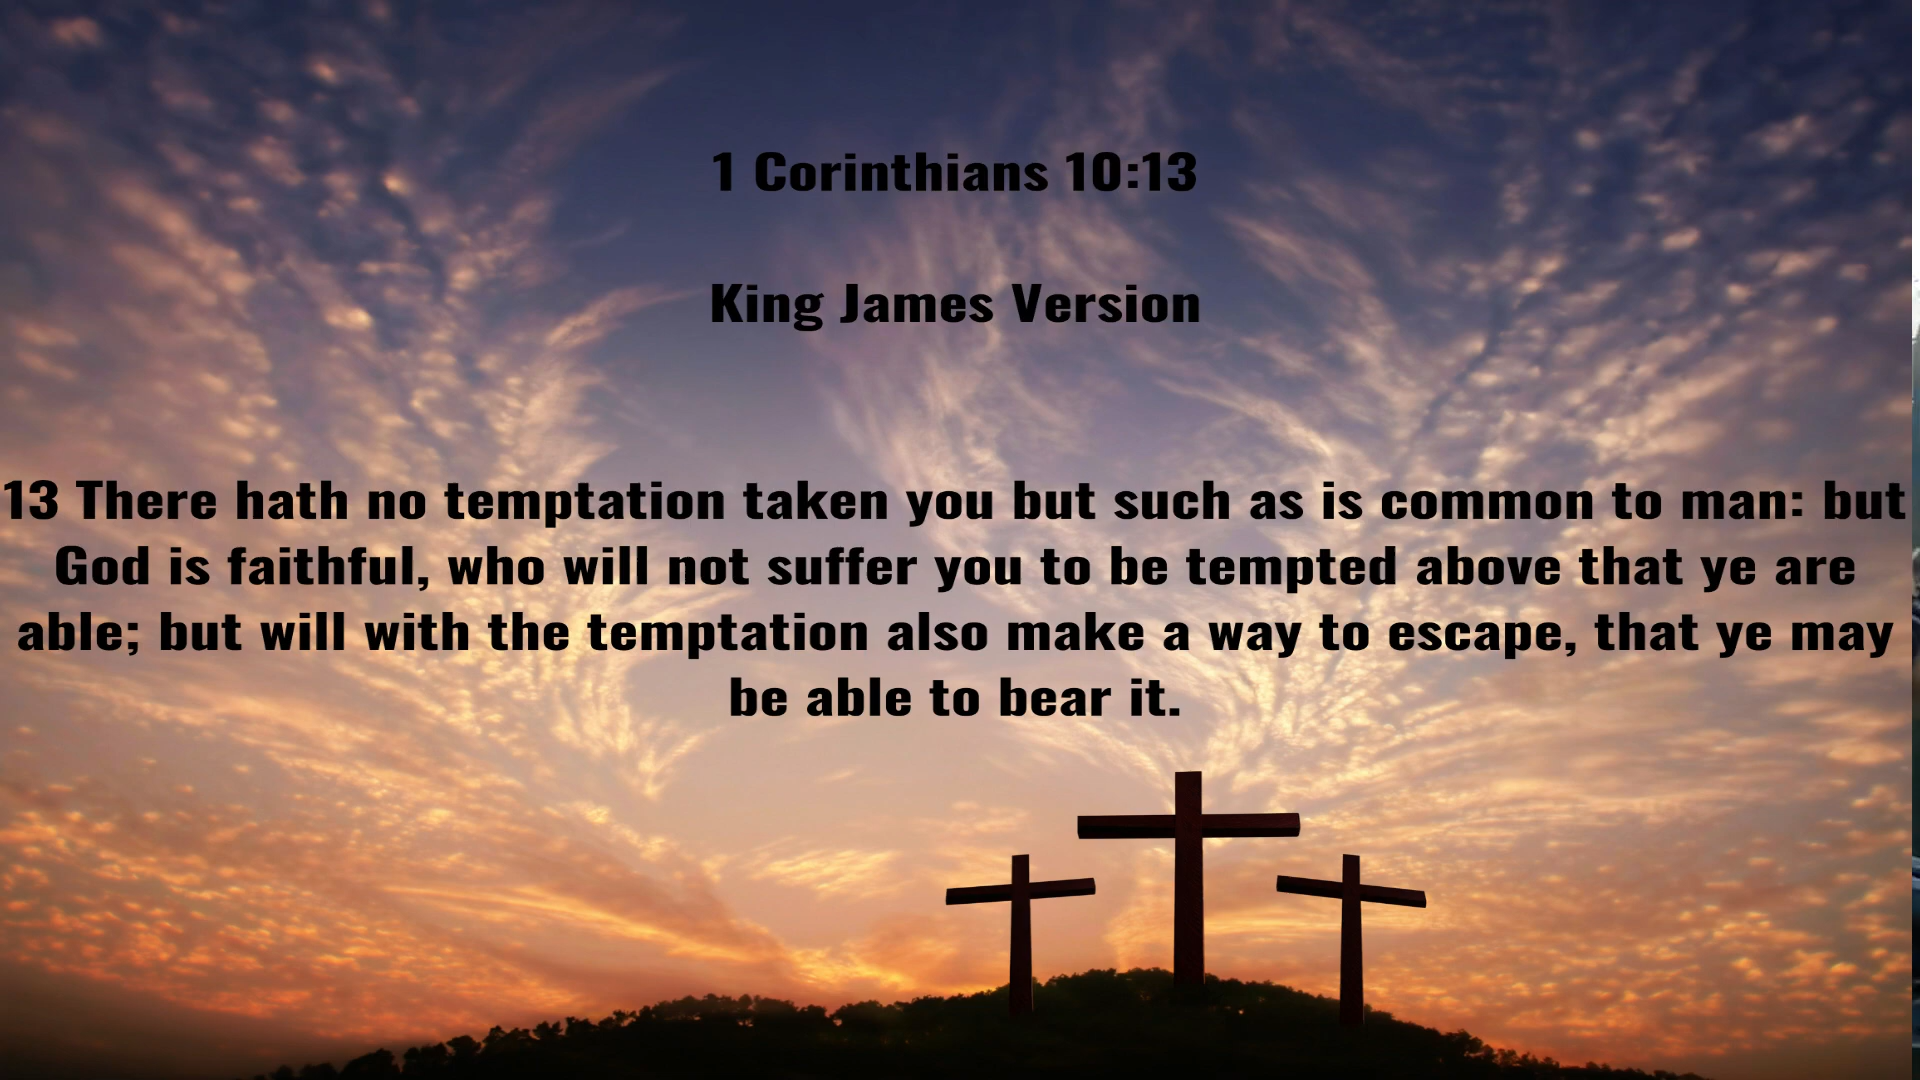 1 Corinthians 10:13
King James Version
13 There hath no temptation taken you but such as is common to man: but
God is faithful, who will not suffer you to be tempted above that ye are
able; but will with the temptation also make a way to escape, that ye may
be able to bear it.